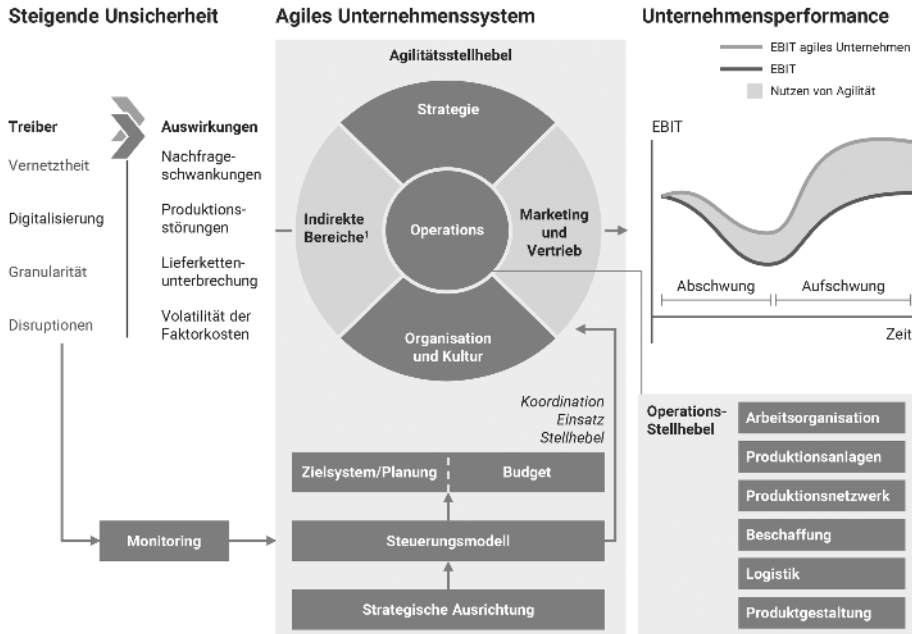 Steigende Unsicherheit
Treiber
Auswirkungen
Vernetztheit
Digitalisierung
Granularität
Disruptionen
Nachfrage-
schwankungen
Produktions-
störungen
Lieferketten-
unterbrechung
Volatilität der
Faktorkosten
Monitoring
Agiles Unternehmenssystem
Agilitätsstellhebel
Strategie
Indirekte
Bereiche¹
Operations
Marketing
und
Vertrieb
Organisation
und Kultur
Koordination
Einsatz
Stellhebel
Zielsystem/Planung
Budget
Steuerungsmodell
Strategische Ausrichtung
Unternehmensperformance
EBIT agiles Unternehmen
EBIT
Nutzen von Agilität
EBIT
Abschwung
Aufschwung
Zeit
Operations-
Stellhebel
Arbeitsorganisation
Produktionsanlagen
Produktionsnetzwerk
Beschaffung
Logistik
Produktgestaltung